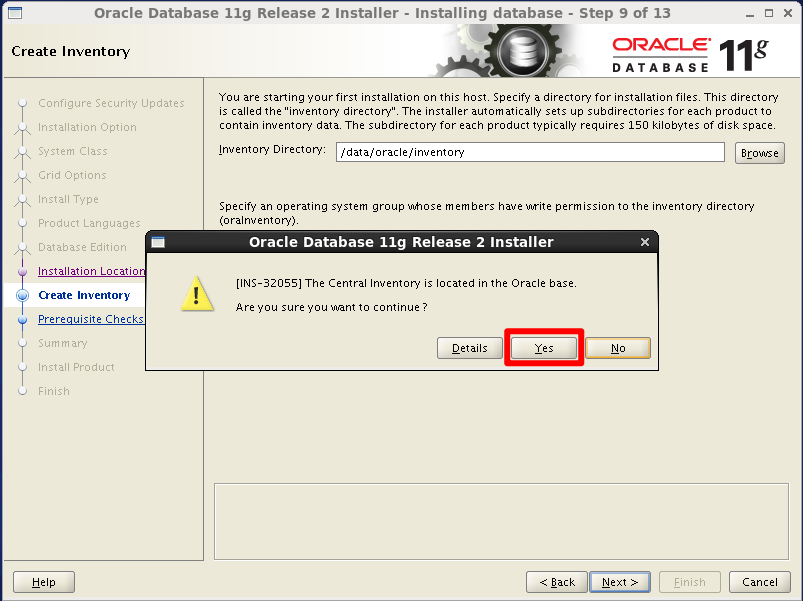 Oracle Database 11g Release 2 Installer - Installing database - Step 9 of 13
Create Inventory
ORACLE
DATABASE 11g
Configure Security Updates
Installation Option
System Class
Grid Options
Install Type
Product Languages
Database Edition
Installation Location
Create Inventory
Prerequisite Checks
Summary
Install Product
Finish
You are starting your first installation on this host. Specify a directory for installation files. This directory
is called the "inventory directory". The installer automatically sets up subdirectories for each product to
contain inventory data. The subdirectory for each product typically requires 150 kilobytes of disk space.
Inventory Directory: /data/oracle/inventory Browse
Specify an operating system group whose members have write permission to the inventory directory
(oraInventory).
Oracle Database 11g Release 2 Installer
[INS-32055] The Central Inventory is located in the Oracle base.
Are you sure you want to continue?
Details Yes No
Help < Back Next > Finish Cancel